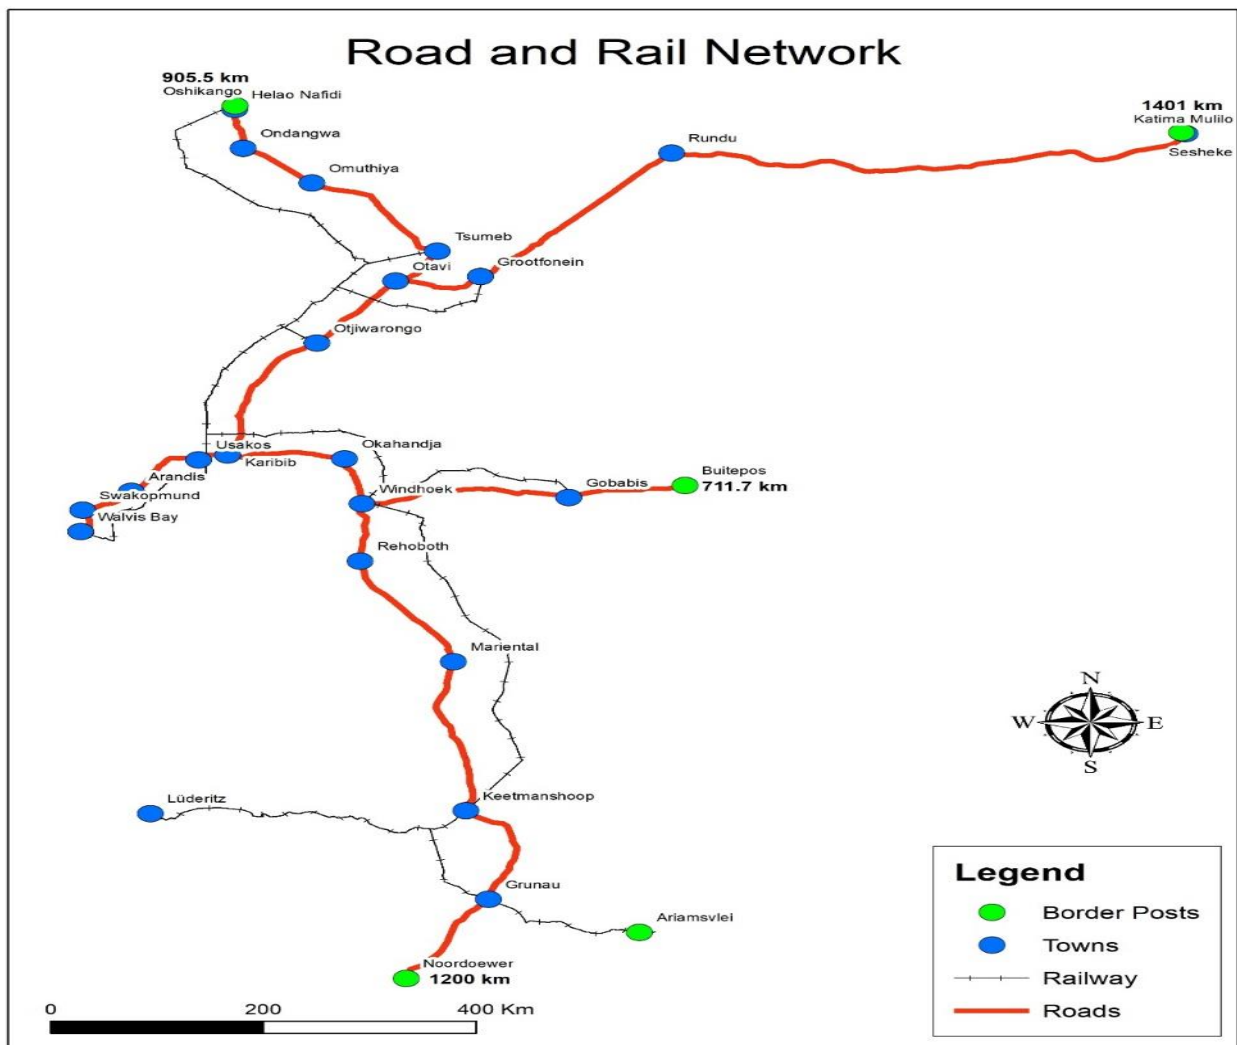 Road and Rail Network
905.5 km
Oshikango
Helao Nafidi
1401 km
Katima Mulilo
Sesheke
Ondangwa
Rundu
Omuthiya
Tsumeb
Otavi
Grootfonein
Otjiwarongo
Usakos
Okahandja
Karibib
Arandis
Buitepos
711.7 km
Gobabis
Windhoek
Swakopmund
Walvis Bay
Rehoboth
Mariental
N
W
E
S
Lüderitz
Keetmanshoop
Grunau
Ariamsvlei
Noordoewer
1200 km
Legend
Border Posts
Towns
Railway
Roads
0 200 400 Km